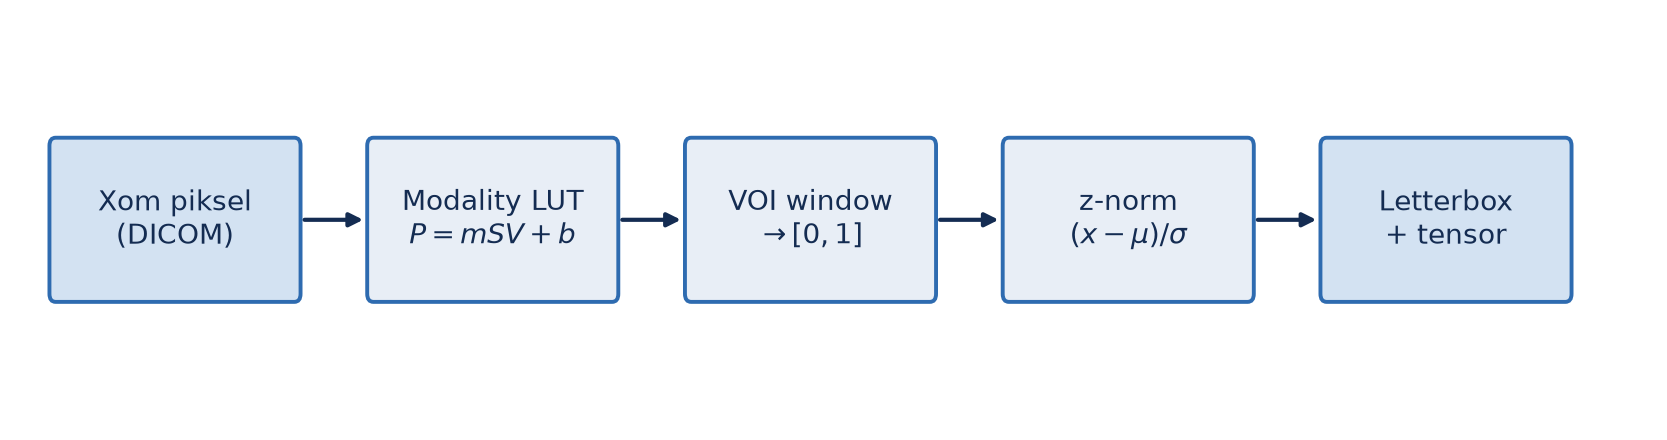 Xom piksel
(DICOM)
Modality LUT
P = mSV + b
VOI window
→ [0, 1]
z-norm
(x − μ)/σ
Letterbox
+ tensor